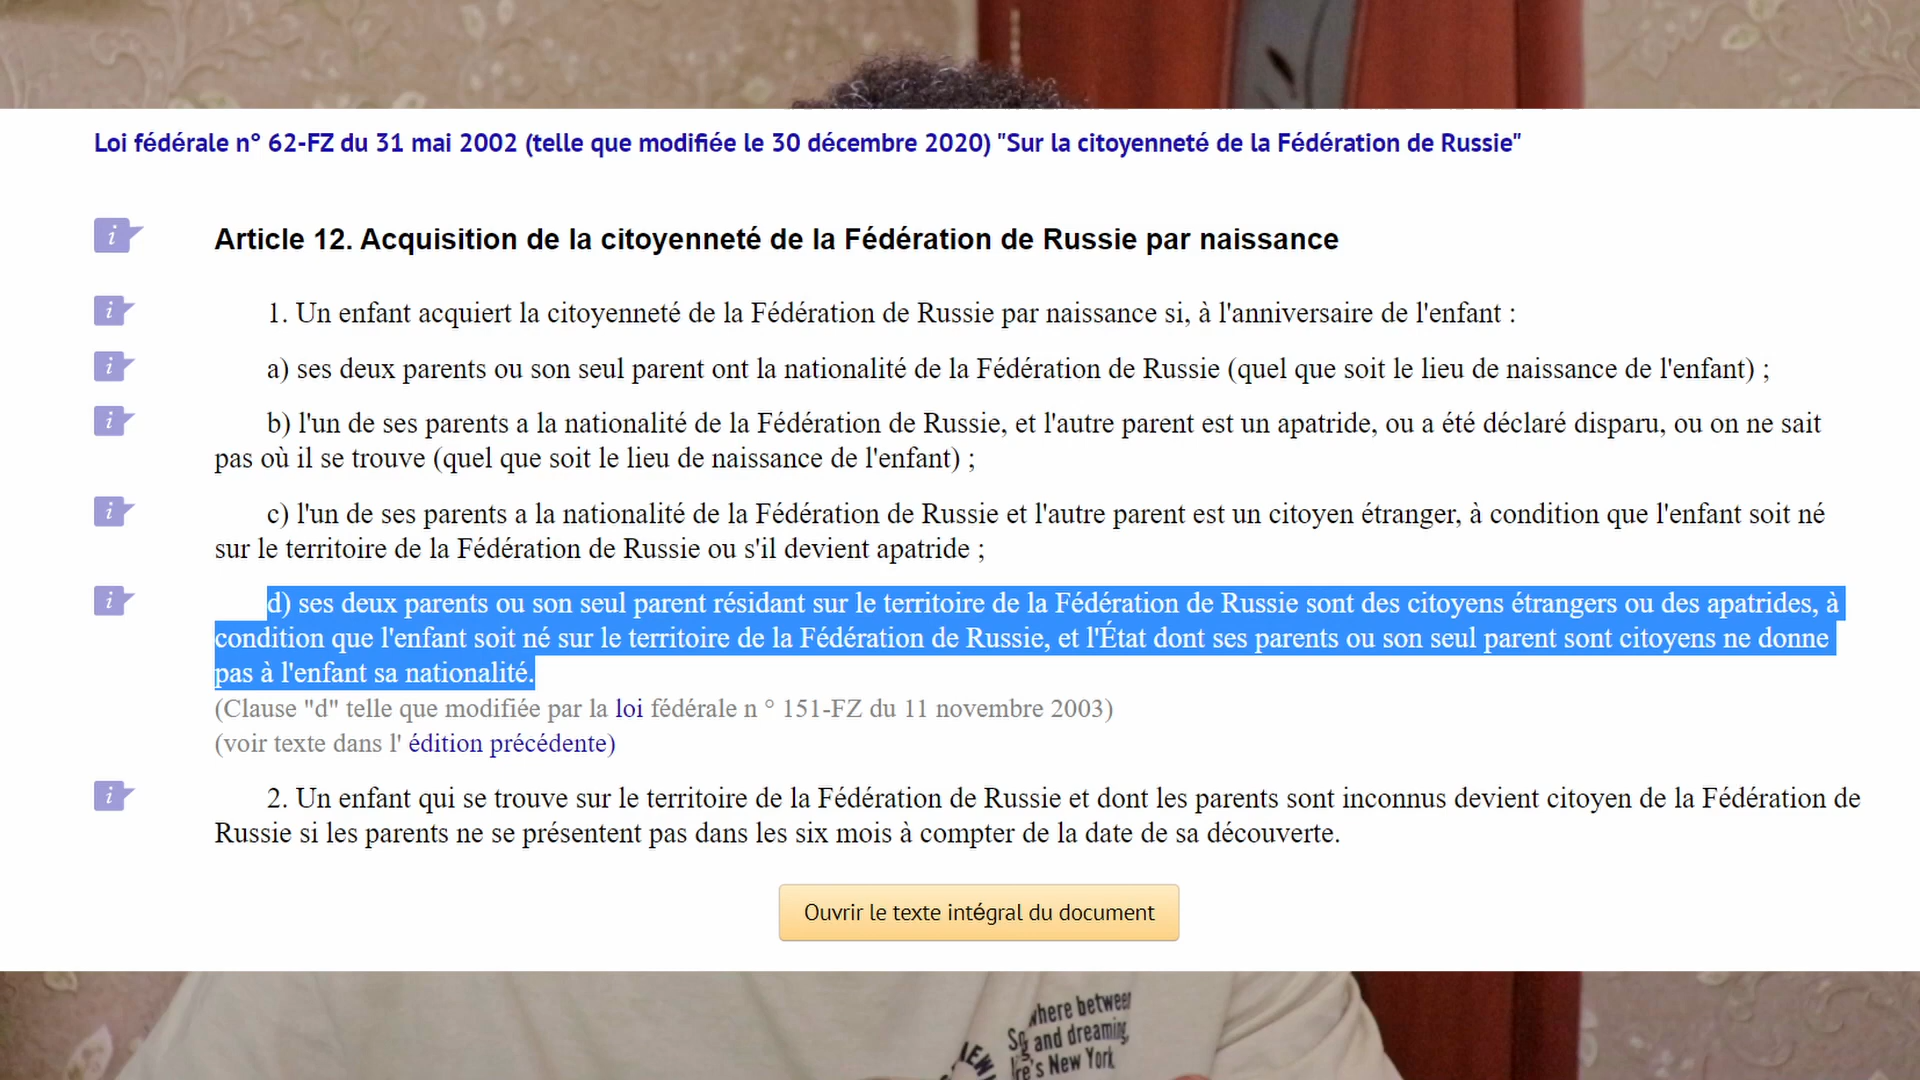 Loi fédérale n° 62-FZ du 31 mai 2002 (telle que modifiée le 30 décembre 2020) "Sur la citoyenneté de la Fédération de Russie"
Article 12. Acquisition de la citoyenneté de la Fédération de Russie par naissance
1. Un enfant acquiert la citoyenneté de la Fédération de Russie par naissance si, à l'anniversaire de l'enfant :
a) ses deux parents ou son seul parent ont la nationalité de la Fédération de Russie (quel que soit le lieu de naissance de l'enfant) ;
b) l'un de ses parents a la nationalité de la Fédération de Russie, et l'autre parent est un apatride, ou a été déclaré disparu, ou on ne sait
pas où il se trouve (quel que soit le lieu de naissance de l'enfant) ;
c) l'un de ses parents a la nationalité de la Fédération de Russie et l'autre parent est un citoyen étranger, à condition que l'enfant soit né
sur le territoire de la Fédération de Russie ou s'il devient apatride ;
d) ses deux parents ou son seul parent résidant sur le territoire de la Fédération de Russie sont des citoyens étrangers ou des apatrides, à
condition que l'enfant soit né sur le territoire de la Fédération de Russie, et l'État dont ses parents ou son seul parent sont citoyens ne donne
pas à l'enfant sa nationalité.
(Clause "d" telle que modifiée par la loi fédérale n ° 151-FZ du 11 novembre 2003)
(voir texte dans l' édition précédente)
2. Un enfant qui se trouve sur le territoire de la Fédération de Russie et dont les parents sont inconnus devient citoyen de la Fédération de
Russie si les parents ne se présentent pas dans les six mois à compter de la date de sa découverte.
Ouvrir le texte intégral du document
between
and dreaming,
New York